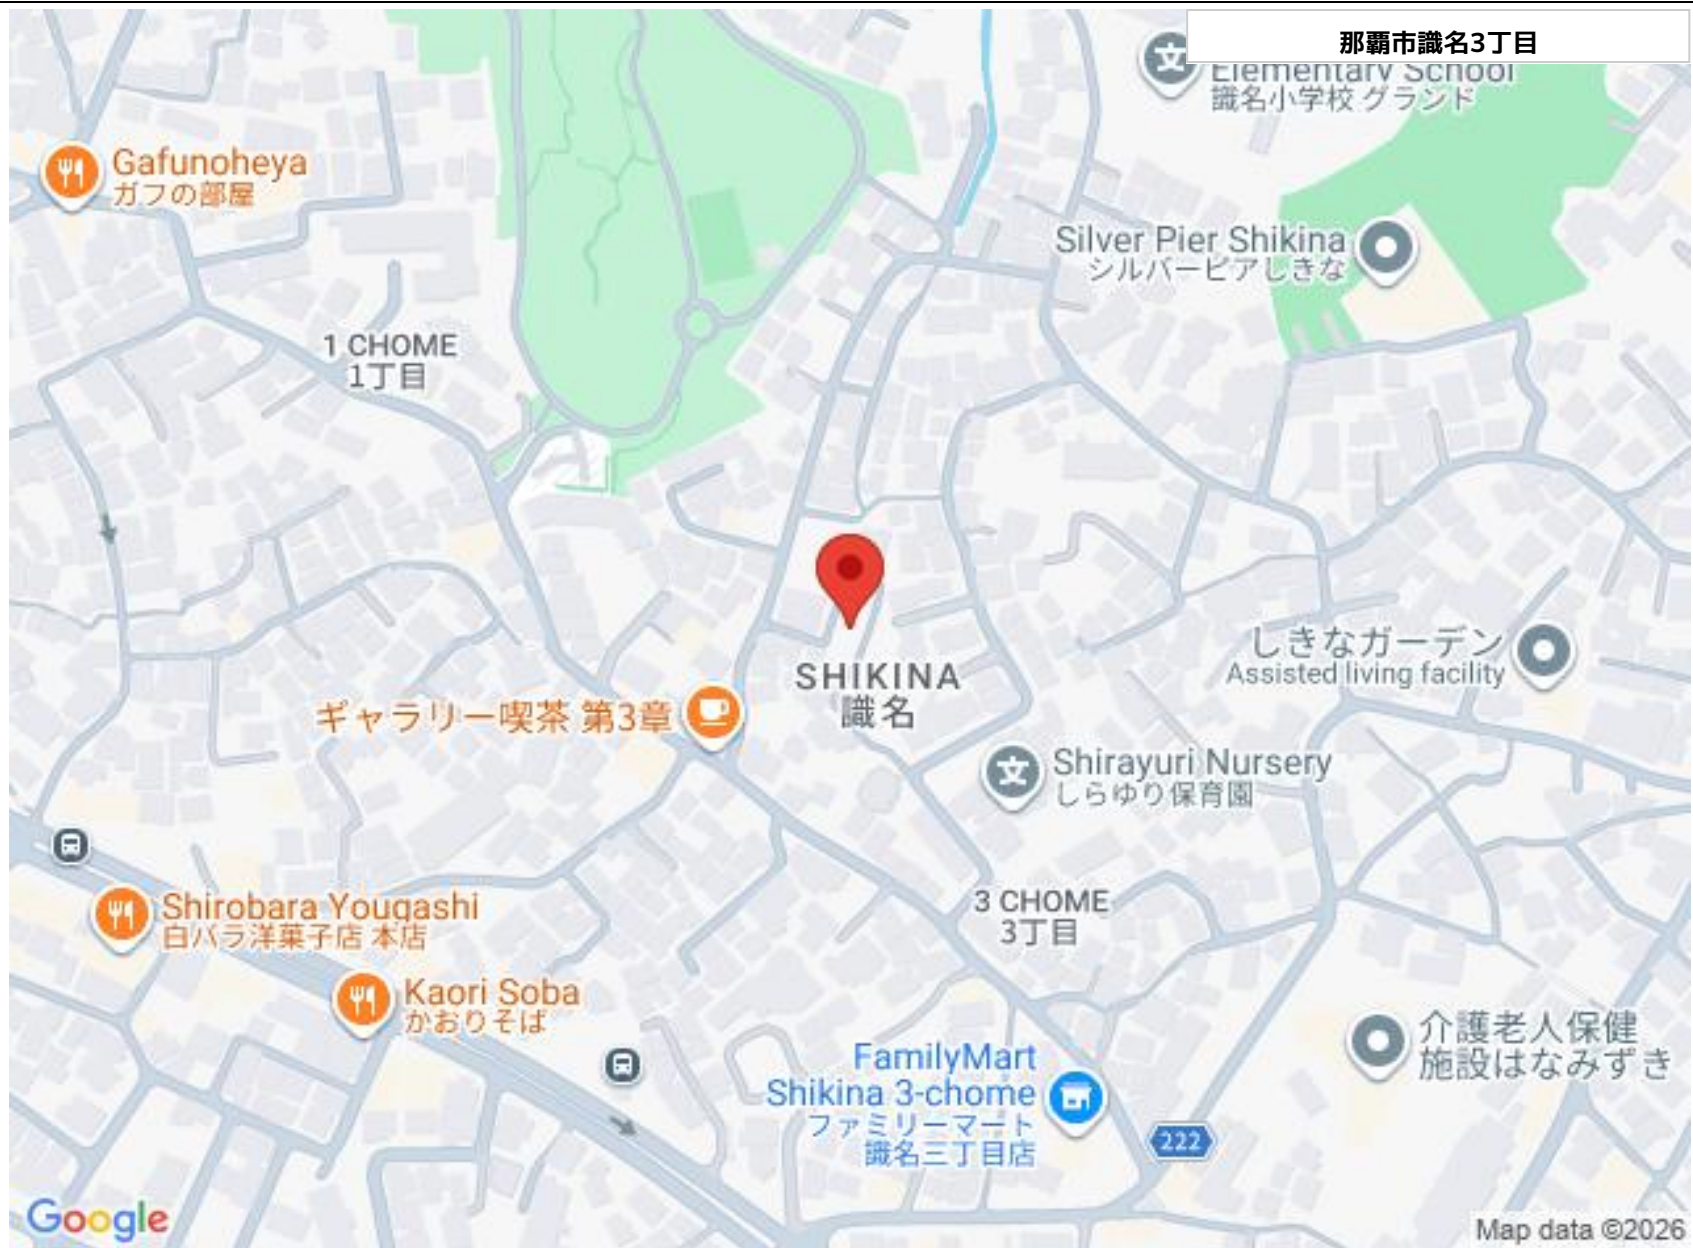 那覇市識名3丁目
Elementary School
識名小学校 グランド
Gafunoheya
ガフの部屋
Silver Pier Shikina
シルバーピアしきな
1 CHOME
1丁目
しきなガーデン
Assisted living facility
SHIKINA
識名
ギャラリー喫茶 第3章
Shirayuri Nursery
しらゆり保育園
Shirobara Yougashi
白バラ洋菓子店 本店
3 CHOME
3丁目
Kaori Soba
かおりそば
介護老人保健
施設はなみずき
FamilyMart
Shikina 3-chome
ファミリーマート
識名三丁目店
222
Google
Map data ©2026